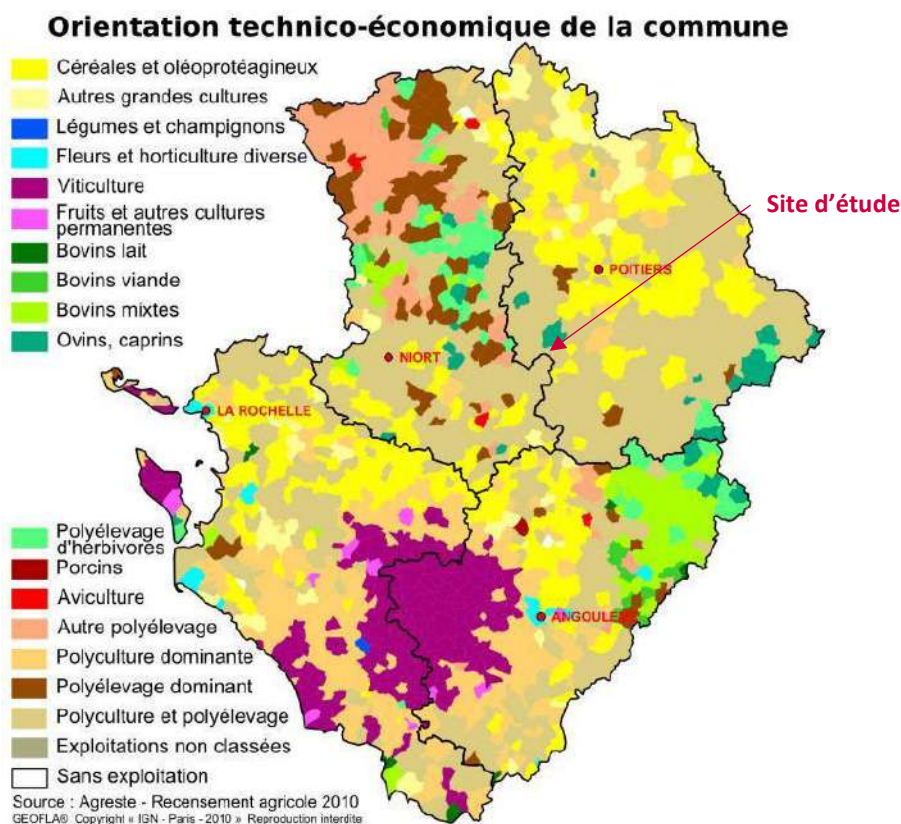 Orientation technico-économique de la commune
Céréales et oléoprotéagineux
Autres grandes cultures
Légumes et champignons
Fleurs et horticulture diverse
Viticulture
Fruits et autres cultures
permanentes
Bovins lait
Bovins viande
Bovins mixtes
Ovins, caprins
Site d'étude
POITIERS
NIORT
LA ROCHELLE
ANGOULEME
Polyélevage
d'herbivores
Porcins
Aviculture
Autre polyélevage
Polyculture dominante
Polyélevage dominant
Polyculture et polyélevage
Exploitations non classées
Sans exploitation
Source : Agreste - Recensement agricole 2010
GEOFLA® Copyright « IGN - Paris - 2010 » Reproduction interdite